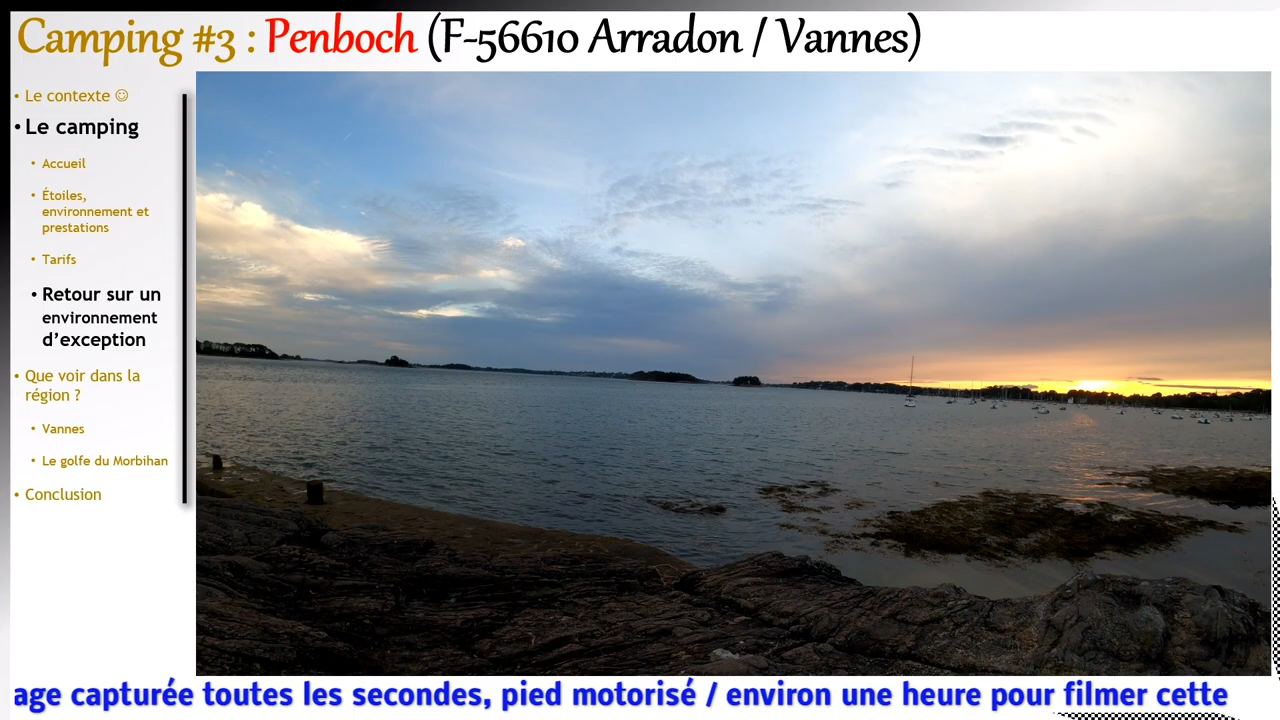 Camping #3 : Penboch (F-56610 Arradon / Vannes)
• Le contexte ☺
• Le camping
• Accueil
• Étoiles,
environnement et
prestations
• Tarifs
• Retour sur un
environnement
d’exception
• Que voir dans la
région ?
• Vannes
• Le golfe du Morbihan
• Conclusion
age capturée toutes les secondes, pied motorisé / environ une heure pour filmer cette